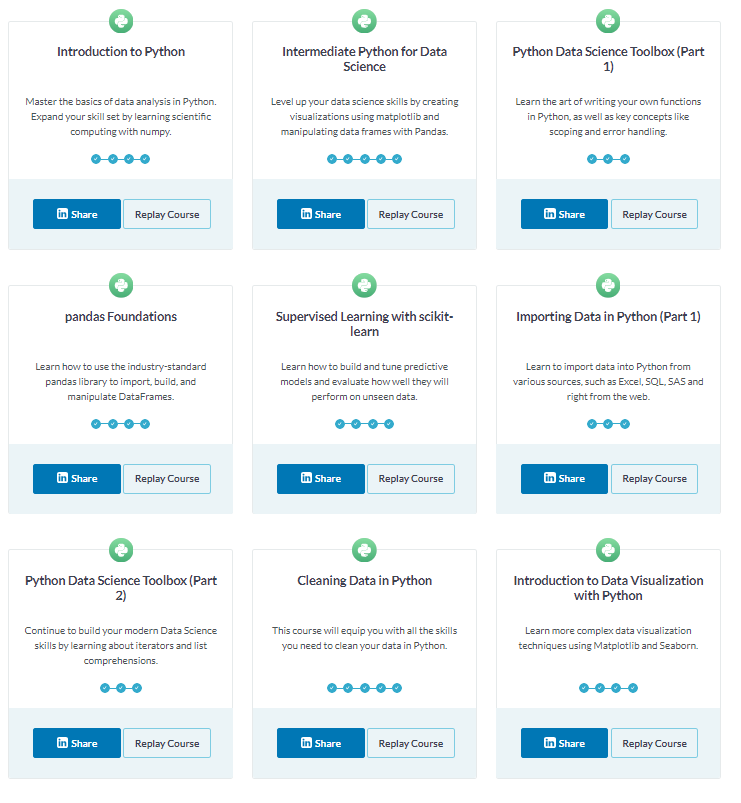 Introduction to Python
Master the basics of data analysis in Python.
Expand your skill set by learning scientific
computing with numpy.
in Share
Replay Course
Intermediate Python for Data
Science
Level up your data science skills by creating
visualizations using matplotlib and
manipulating data frames with Pandas.
in Share
Replay Course
Python Data Science Toolbox (Part
1)
Learn the art of writing your own functions
in Python, as well as key concepts like
scoping and error handling.
in Share
Replay Course
pandas Foundations
Learn how to use the industry-standard
pandas library to import, build, and
manipulate DataFrames.
in Share
Replay Course
Supervised Learning with scikit-
learn
Learn how to build and tune predictive
models and evaluate how well they will
perform on unseen data.
in Share
Replay Course
Importing Data in Python (Part 1)
Learn to import data into Python from
various sources, such as Excel, SQL, SAS and
right from the web.
in Share
Replay Course
Python Data Science Toolbox (Part
2)
Continue to build your modern Data Science
skills by learning about iterators and list
comprehensions.
in Share
Replay Course
Cleaning Data in Python
This course will equip you with all the skills
you need to clean your data in Python.
in Share
Replay Course
Introduction to Data Visualization
with Python
Learn more complex data visualization
techniques using Matplotlib and Seaborn.
in Share
Replay Course